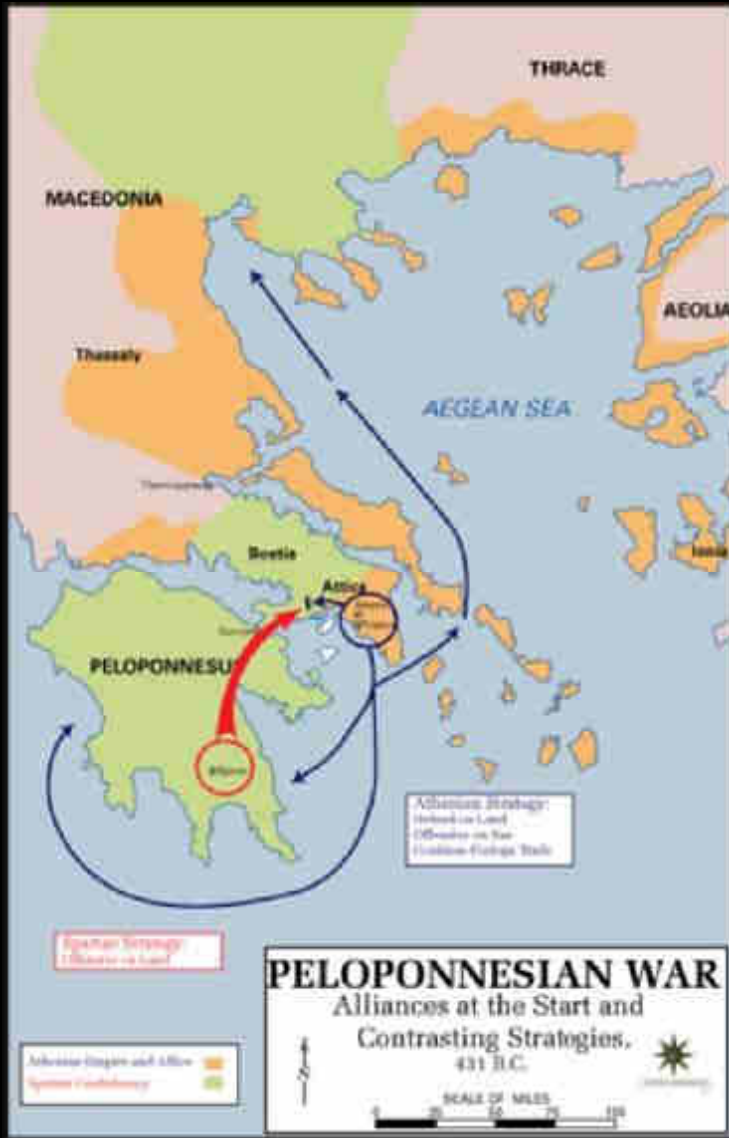 THRACE
MACEDONIA
AEOLIA
Thassaly
AEGEAN SEA
Boetia
Ionia
Attica
PELOPONNESUS
Athenian Strategy:
Defend on Land
Offensive on Sea
Continue Foreign Trade
Spartan Strategy:
Offensive on Land
PELOPONNESIAN WAR
Alliances at the Start and
Contrasting Strategies,
431 B.C.
N
Athenian Empire and Allies
Spartan Confederacy
SCALE OF MILES
0 25 50 75 100